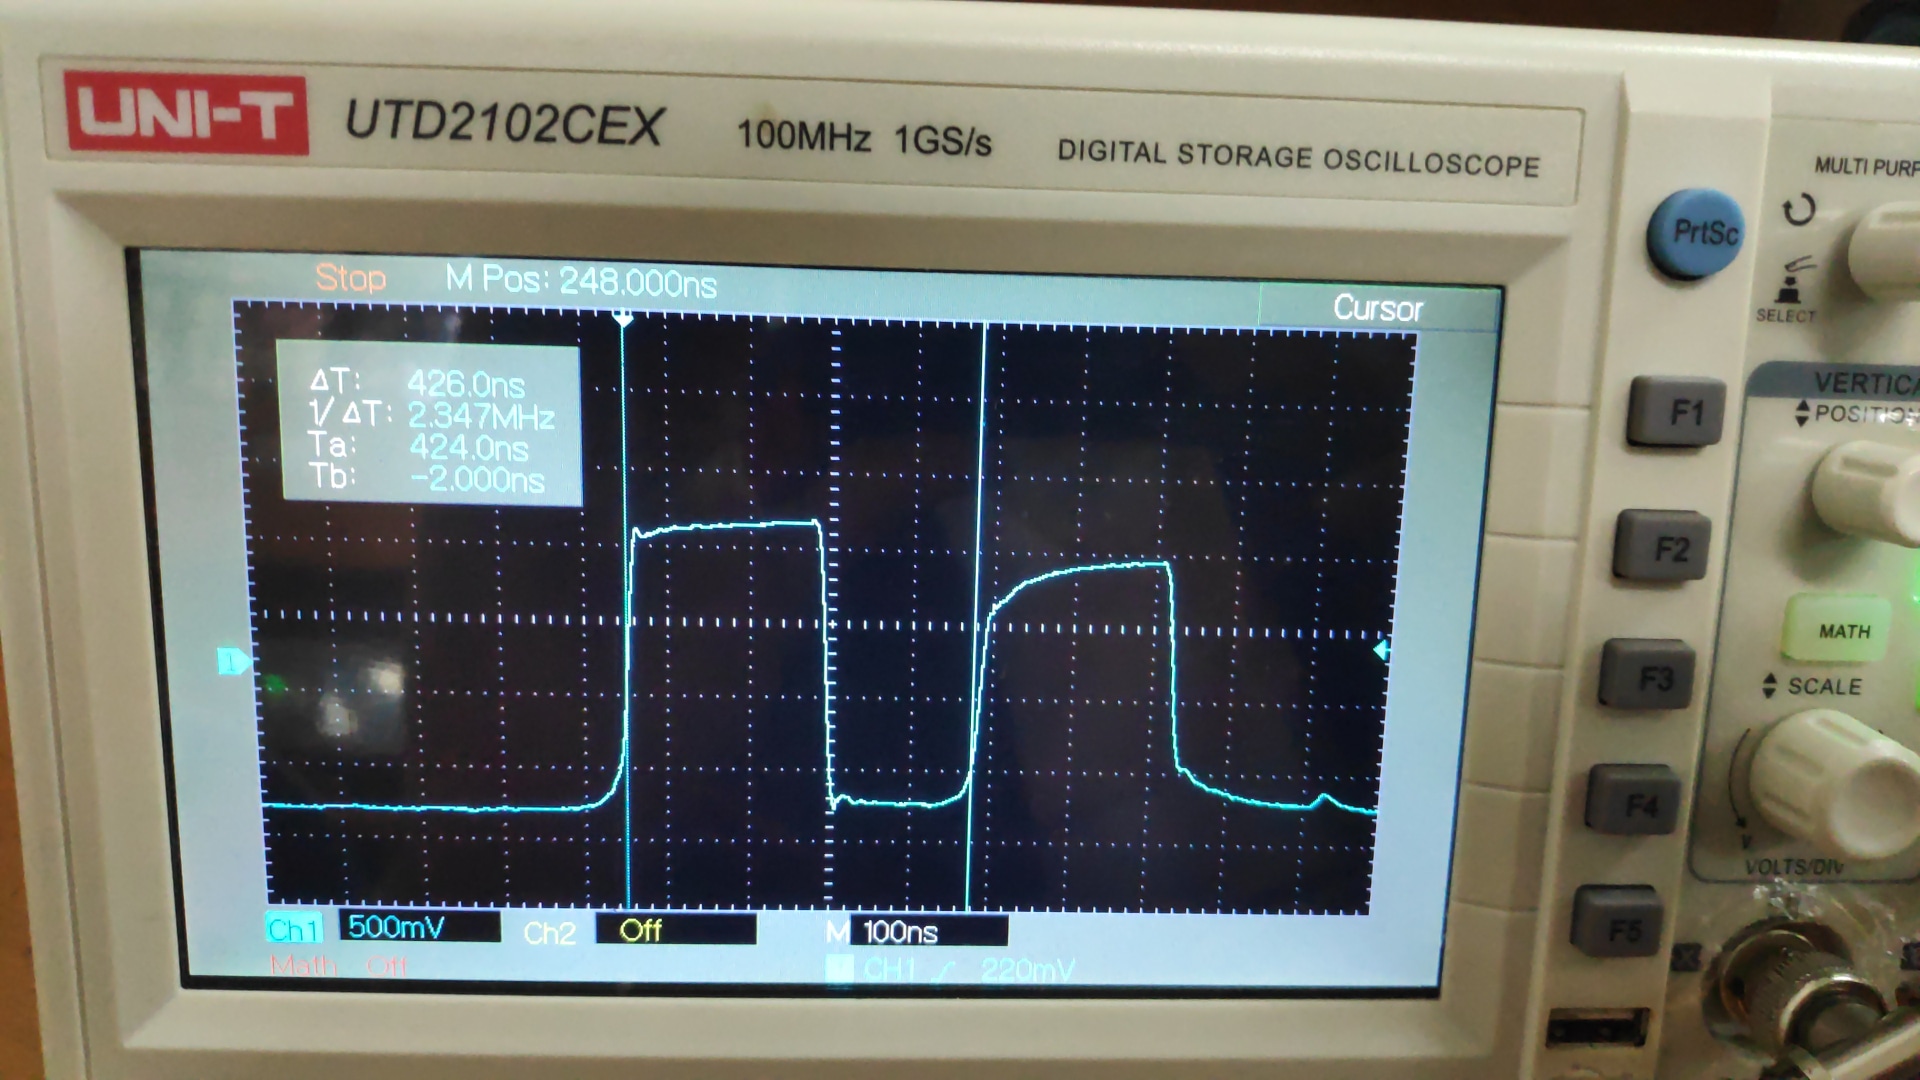 UNI-T UTD2102CEX 100MHz 1GS/s DIGITAL STORAGE OSCILLOSCOPE
MULTI PURP
PrtSc
SELECT
Stop M Pos: 248.000ns Cursor
ΔT: 426.0ns
1/ΔT: 2.347MHz
Ta: 424.0ns
Tb: -2.000ns
1
F1
F2
F3
F4
F5
VERTICA
POSITION
MATH
SCALE
V
VOLTS/DIV
Ch1 500mV Ch2 Off M 100ns
Math Off CH1 220mV